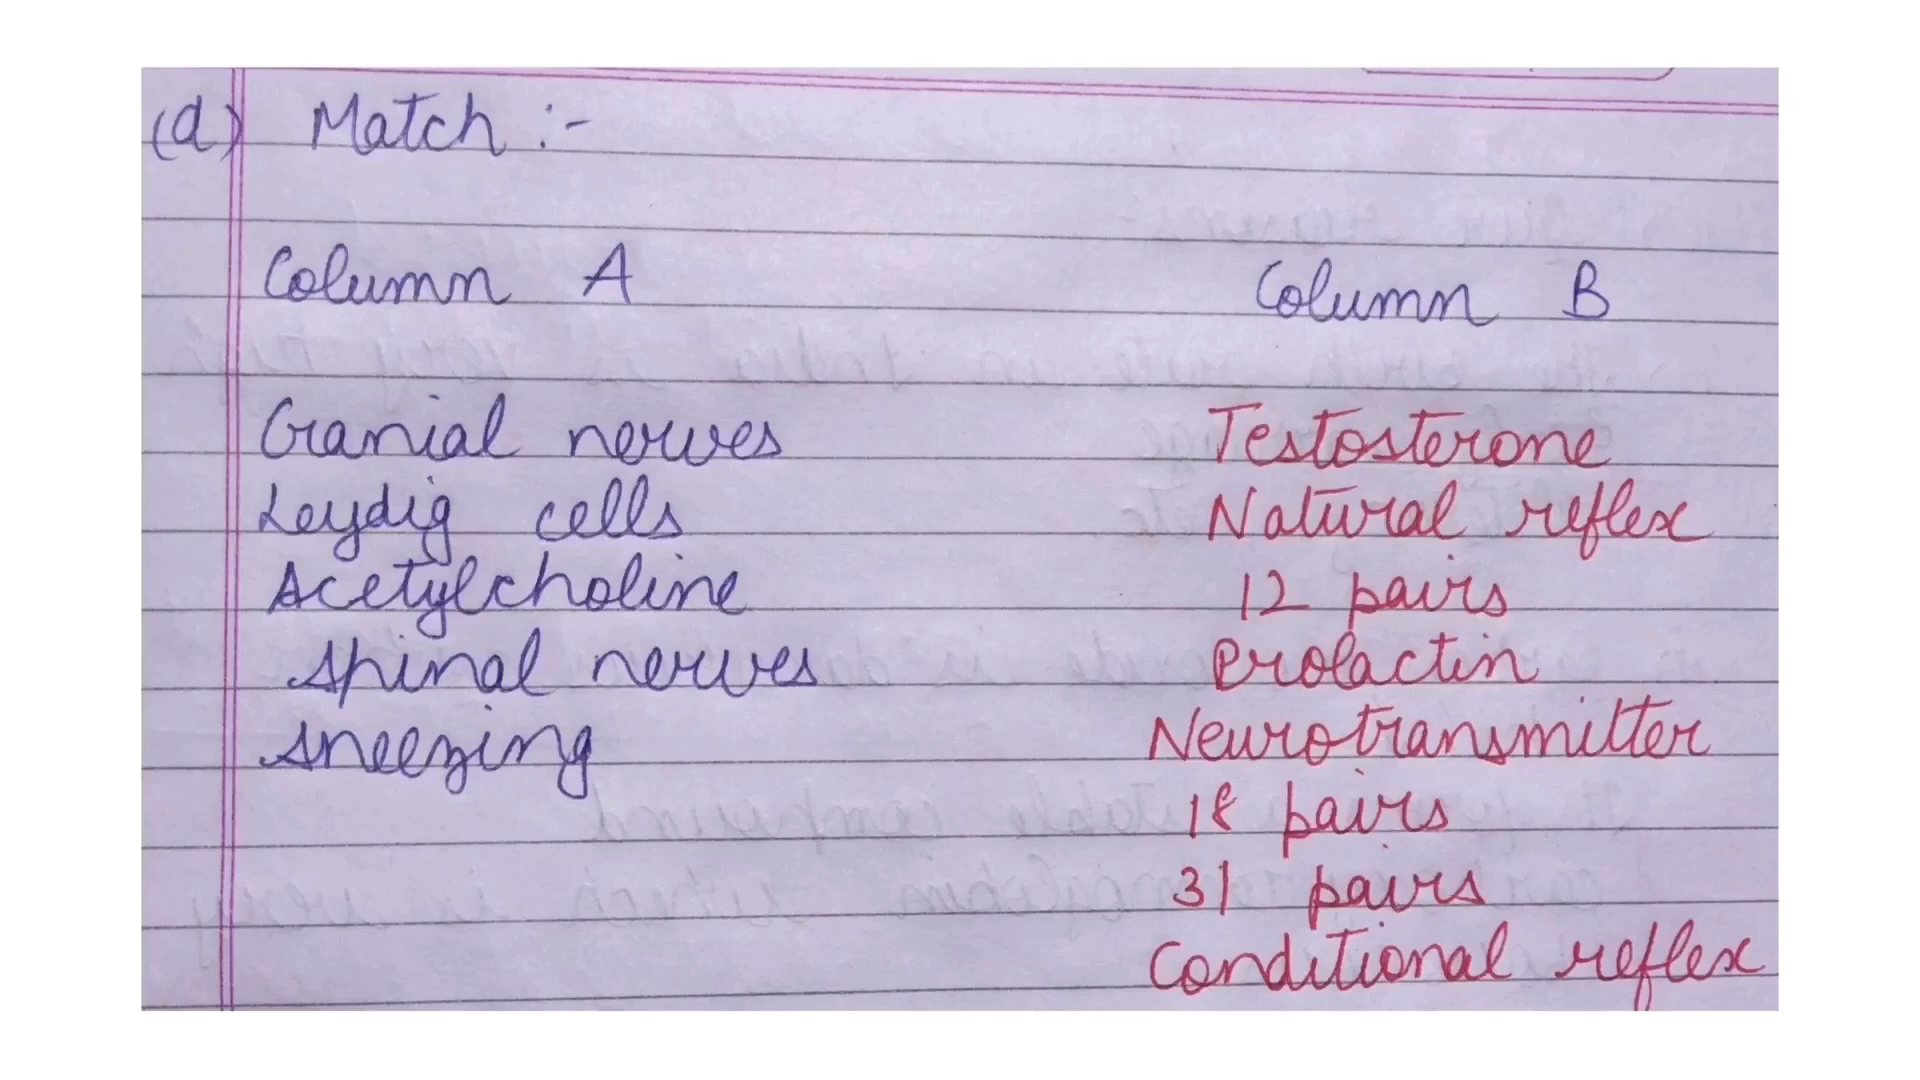 (d) Match :-
Column A Column B
Cranial nerves Testosterone
Leydig cells Natural reflex
Acetylcholine 12 pairs
Spinal nerves Prolactin
Sneezing Neurotransmitter
18 pairs
31 pairs
Conditional reflex